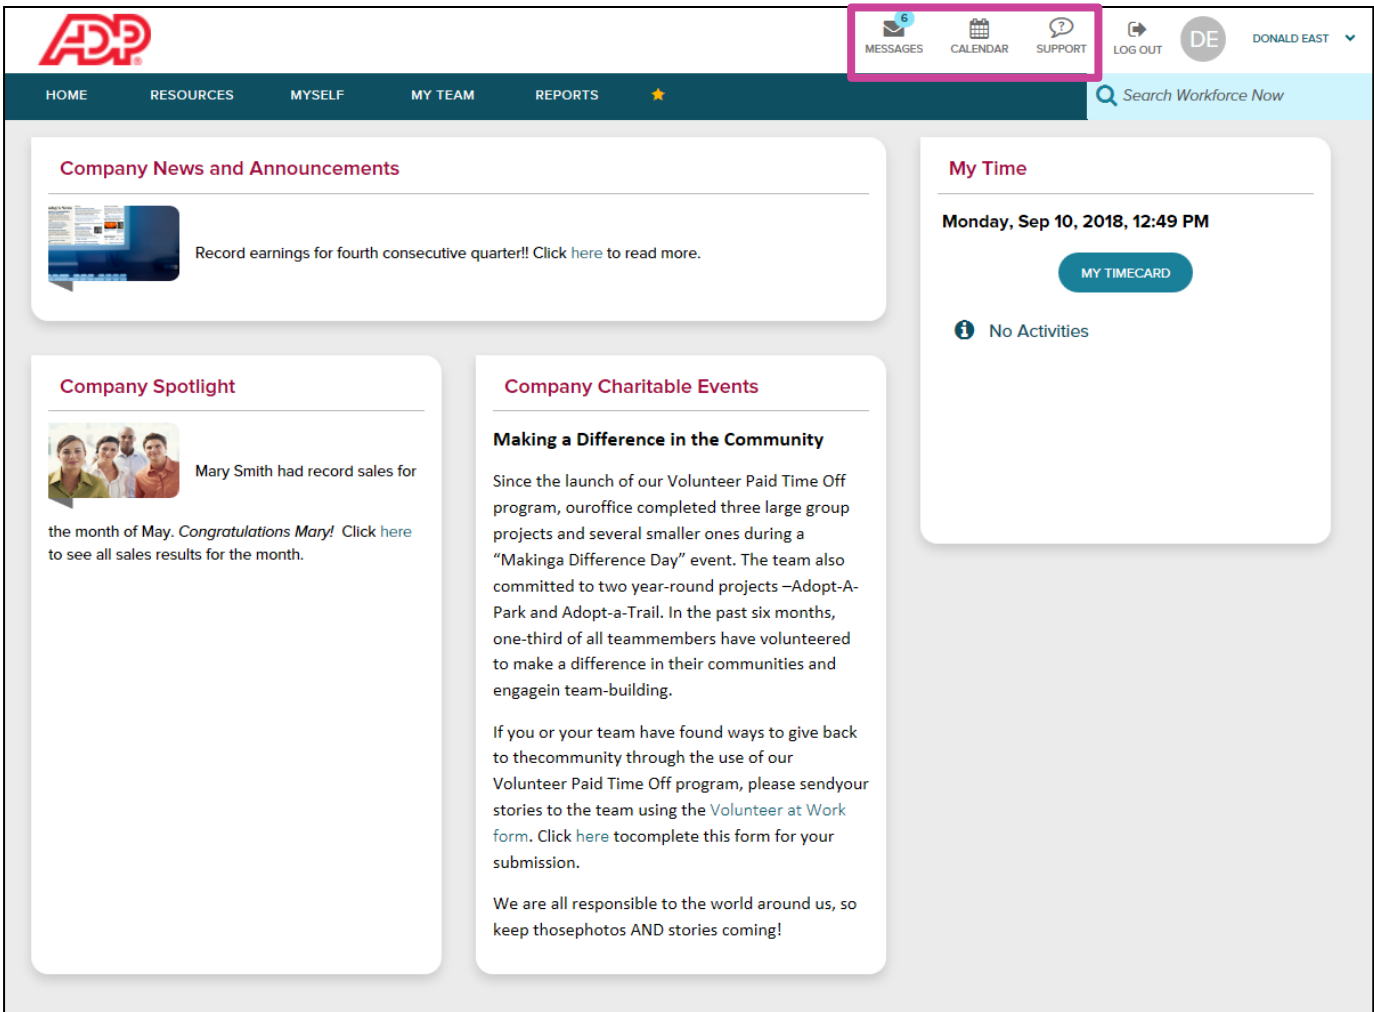 ADP
6
MESSAGES CALENDAR SUPPORT LOG OUT DE DONALD EAST
HOME RESOURCES MYSELF MY TEAM REPORTS Search Workforce Now
Company News and Announcements
Record earnings for fourth consecutive quarter!! Click here to read more.
My Time
Monday, Sep 10, 2018, 12:49 PM
MY TIMECARD
No Activities
Company Spotlight
Mary Smith had record sales for
the month of May. Congratulations Mary! Click here
to see all sales results for the month.
Company Charitable Events
Making a Difference in the Community
Since the launch of our Volunteer Paid Time Off
program, ouroffice completed three large group
projects and several smaller ones during a
“Makinga Difference Day” event. The team also
committed to two year-round projects –Adopt-A-
Park and Adopt-a-Trail. In the past six months,
one-third of all teammembers have volunteered
to make a difference in their communities and
engagein team-building.
If you or your team have found ways to give back
to thecommunity through the use of our
Volunteer Paid Time Off program, please sendyour
stories to the team using the Volunteer at Work
form. Click here tocomplete this form for your
submission.
We are all responsible to the world around us, so
keep thosephotos AND stories coming!